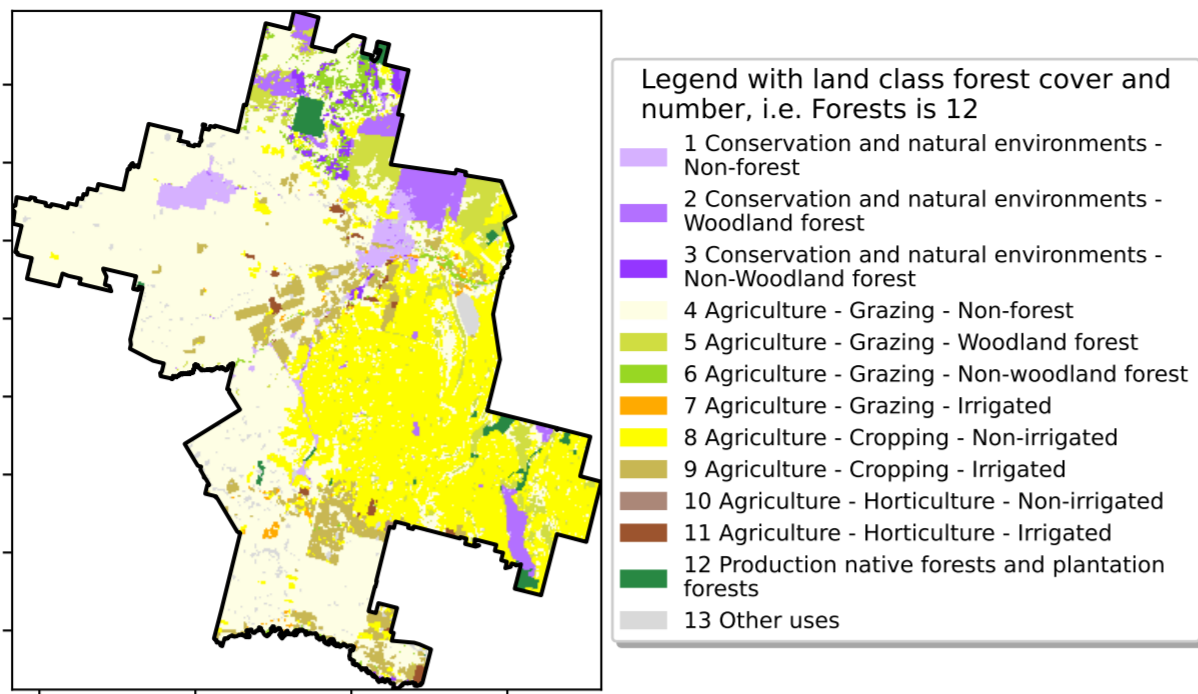 Legend with land class forest cover and
number, i.e. Forests is 12
1 Conservation and natural environments -
Non-forest
2 Conservation and natural environments -
Woodland forest
3 Conservation and natural environments -
Non-Woodland forest
4 Agriculture - Grazing - Non-forest
5 Agriculture - Grazing - Woodland forest
6 Agriculture - Grazing - Non-woodland forest
7 Agriculture - Grazing - Irrigated
8 Agriculture - Cropping - Non-irrigated
9 Agriculture - Cropping - Irrigated
10 Agriculture - Horticulture - Non-irrigated
11 Agriculture - Horticulture - Irrigated
12 Production native forests and plantation
forests
13 Other uses